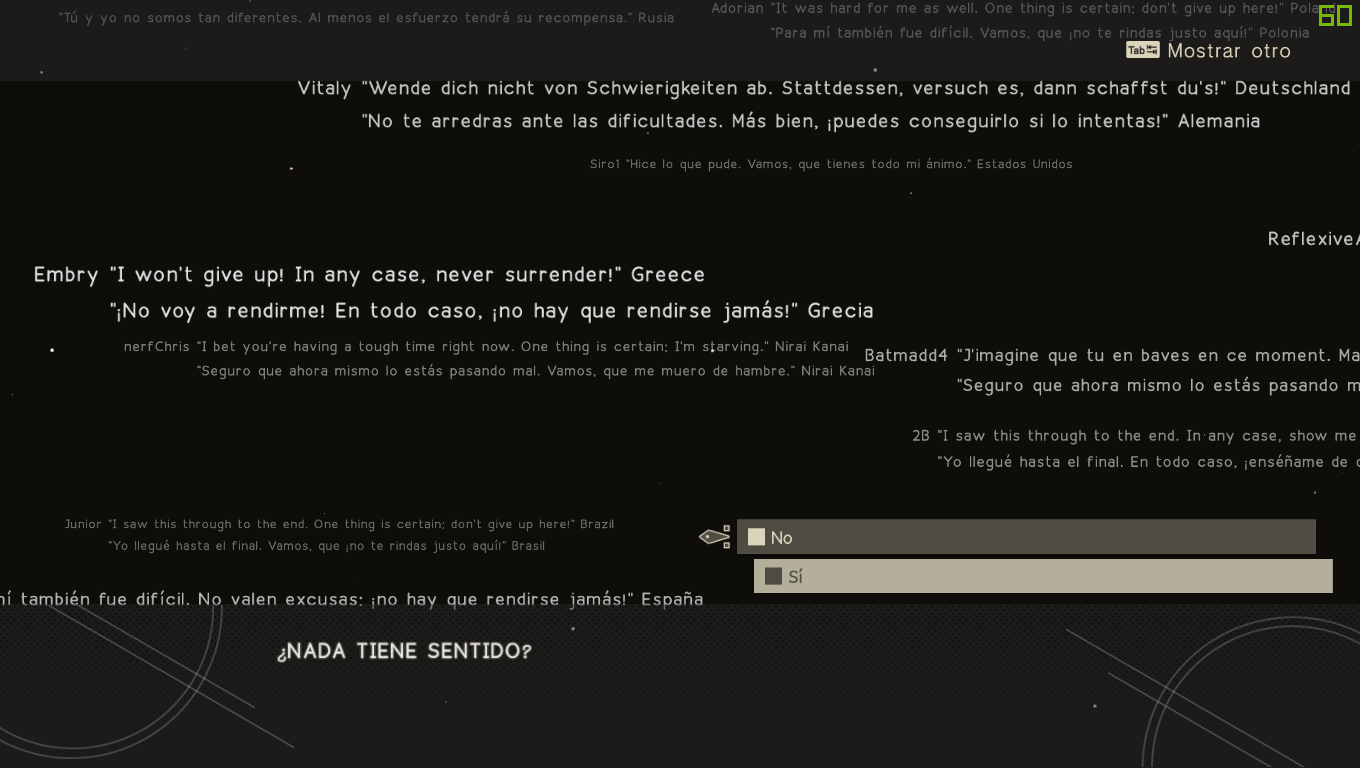 Adorian "It was hard for me as well. One thing is certain: don't give up here!" Poland
60
"Tú y yo no somos tan diferentes. Al menos el esfuerzo tendrá su recompensa." Rusia
"Para mí también fue difícil. Vamos, que ¡no te rindas justo aquí!" Polonia
Tab Mostrar otro
Vitaly "Wende dich nicht von Schwierigkeiten ab. Stattdessen, versuch es, dann schaffst du's!" Deutschland
"No te arredras ante las dificultades. Más bien, ¡puedes conseguirlo si lo intentas!" Alemania
Siro1 "Hice lo que pude. Vamos, que tienes todo mi ánimo." Estados Unidos
Reflexive
Embry "I won't give up! In any case, never surrender!" Greece
"¡No voy a rendirme! En todo caso, ¡no hay que rendirse jamás!" Grecia
nerfChris "I bet you're having a tough time right now. One thing is certain: I'm starving." Nirai Kanai
Batmadd4 "J'imagine que tu en baves en ce moment. Ma
"Seguro que ahora mismo lo estás pasando mal. Vamos, que me muero de hambre." Nirai Kanai
"Seguro que ahora mismo lo estás pasando m
2B "I saw this through to the end. In any case, show me
"Yo llegué hasta el final. En todo caso, ¡enséñame de
Junior "I saw this through to the end. One thing is certain: don't give up here!" Brazil
"Yo llegué hasta el final. Vamos, que ¡no te rindas justo aquí!" Brasil
No
Sí
mí también fue difícil. No valen excusas: ¡no hay que rendirse jamás!" España
¿NADA TIENE SENTIDO?